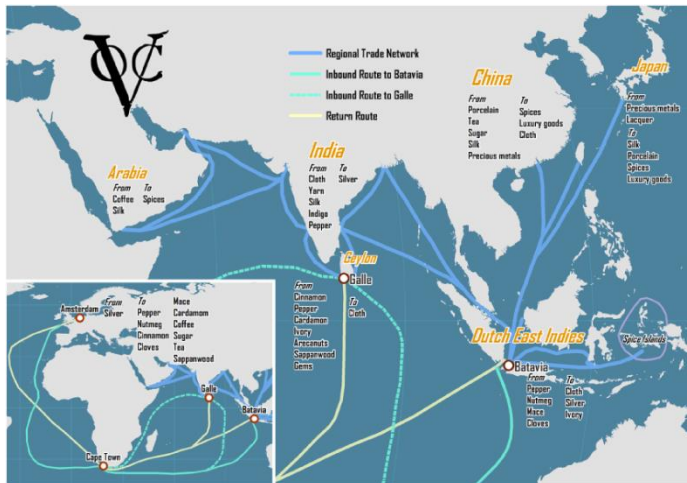 VOC
Regional Trade Network
Inbound Route to Batavia
Inbound Route to Galle
Return Route
Arabia
From
Coffee
Silk
To
Spices
India
From
Cloth
Yarn
Silk
Indigo
Pepper
To
Silver
China
From
Porcelain
Tea
Sugar
Silk
Precious metals
To
Spices
Luxury goods
Cloth
Japan
From
Precious metals
Lacquer
To
Silk
Porcelain
Spices
Luxury goods
Ceylon
Galle
From
Cinnamon
Pepper
Cardamon
Ivory
Arecanuts
Sappanwood
Gems
To
Cloth
Dutch East Indies
Spice Islands
Batavia
From
Pepper
Nutmeg
Mace
Cloves
To
Cloth
Silver
Ivory
Amsterdam
From
Silver
To
Pepper
Nutmeg
Cinnamon
Cloves
Mace
Cardamom
Coffee
Sugar
Tea
Sappanwood
Galle
Batavia
Cape Town